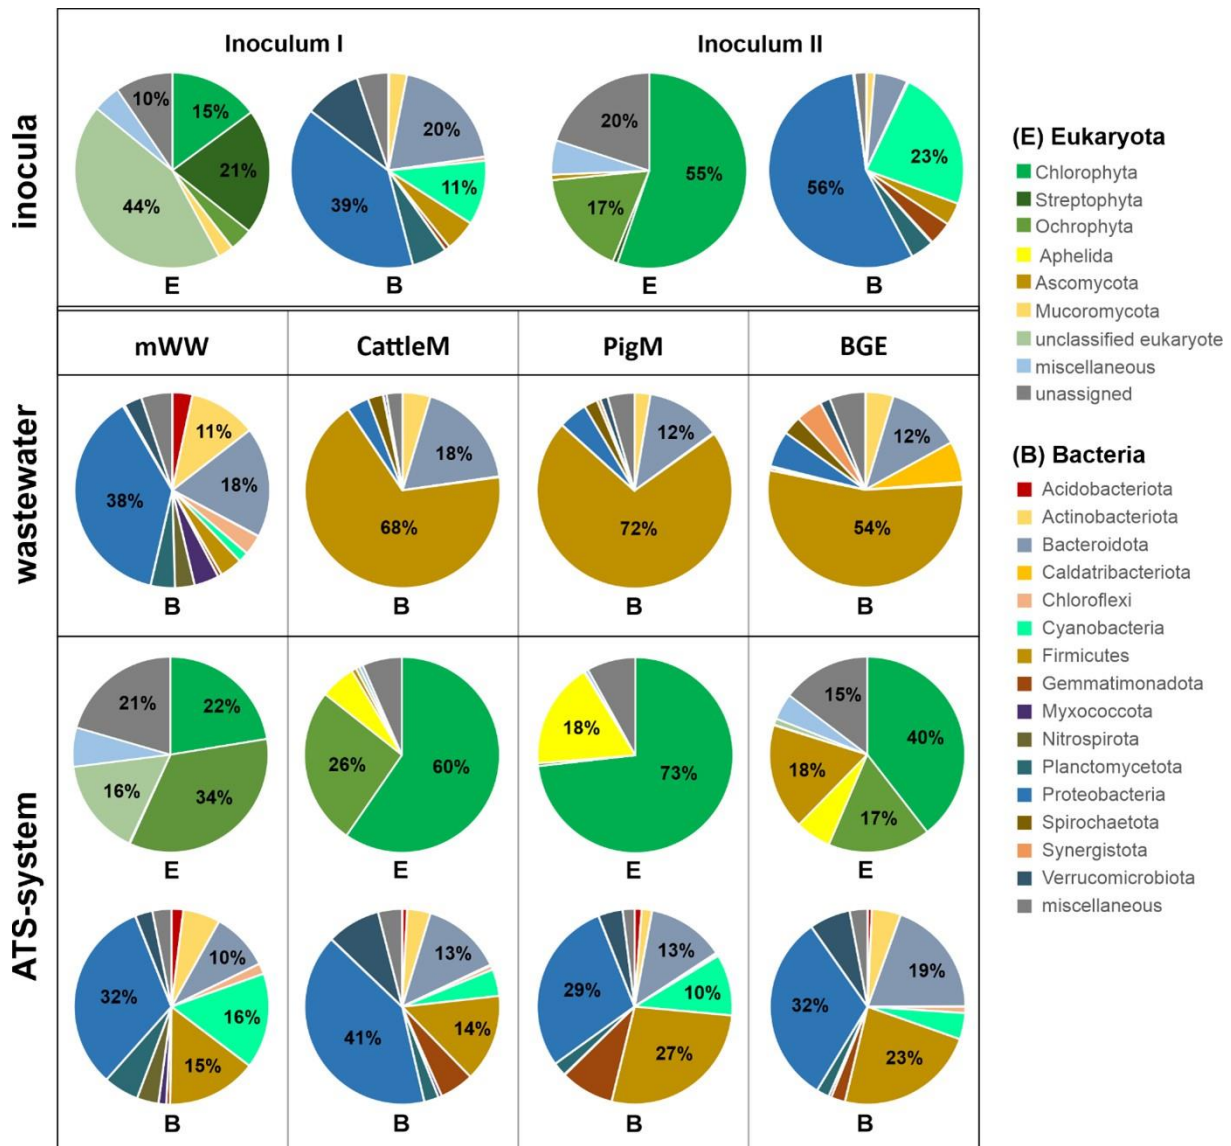 Inoculum I
Inoculum II
inocula
10%
15%
21%
44%
E
20%
11%
39%
B
20%
55%
17%
E
23%
56%
B
mWW
CattleM
PigM
BGE
wastewater
11%
18%
38%
B
18%
68%
B
12%
72%
B
12%
54%
B
ATS-system
21%
22%
16%
34%
E
26%
60%
E
18%
73%
E
15%
40%
18%
17%
E
10%
32%
16%
15%
B
13%
41%
14%
B
13%
29%
10%
27%
B
19%
32%
23%
B
(E) Eukaryota
Chlorophyta
Streptophyta
Ochrophyta
Aphelida
Ascomycota
Mucoromycota
unclassified eukaryote
miscellaneous
unassigned
(B) Bacteria
Acidobacteriota
Actinobacteriota
Bacteroidota
Caldatribacteriota
Chloroflexi
Cyanobacteria
Firmicutes
Gemmatimonadota
Myxococcota
Nitrospirota
Planctomycetota
Proteobacteria
Spirochaetota
Synergistota
Verrucomicrobiota
miscellaneous